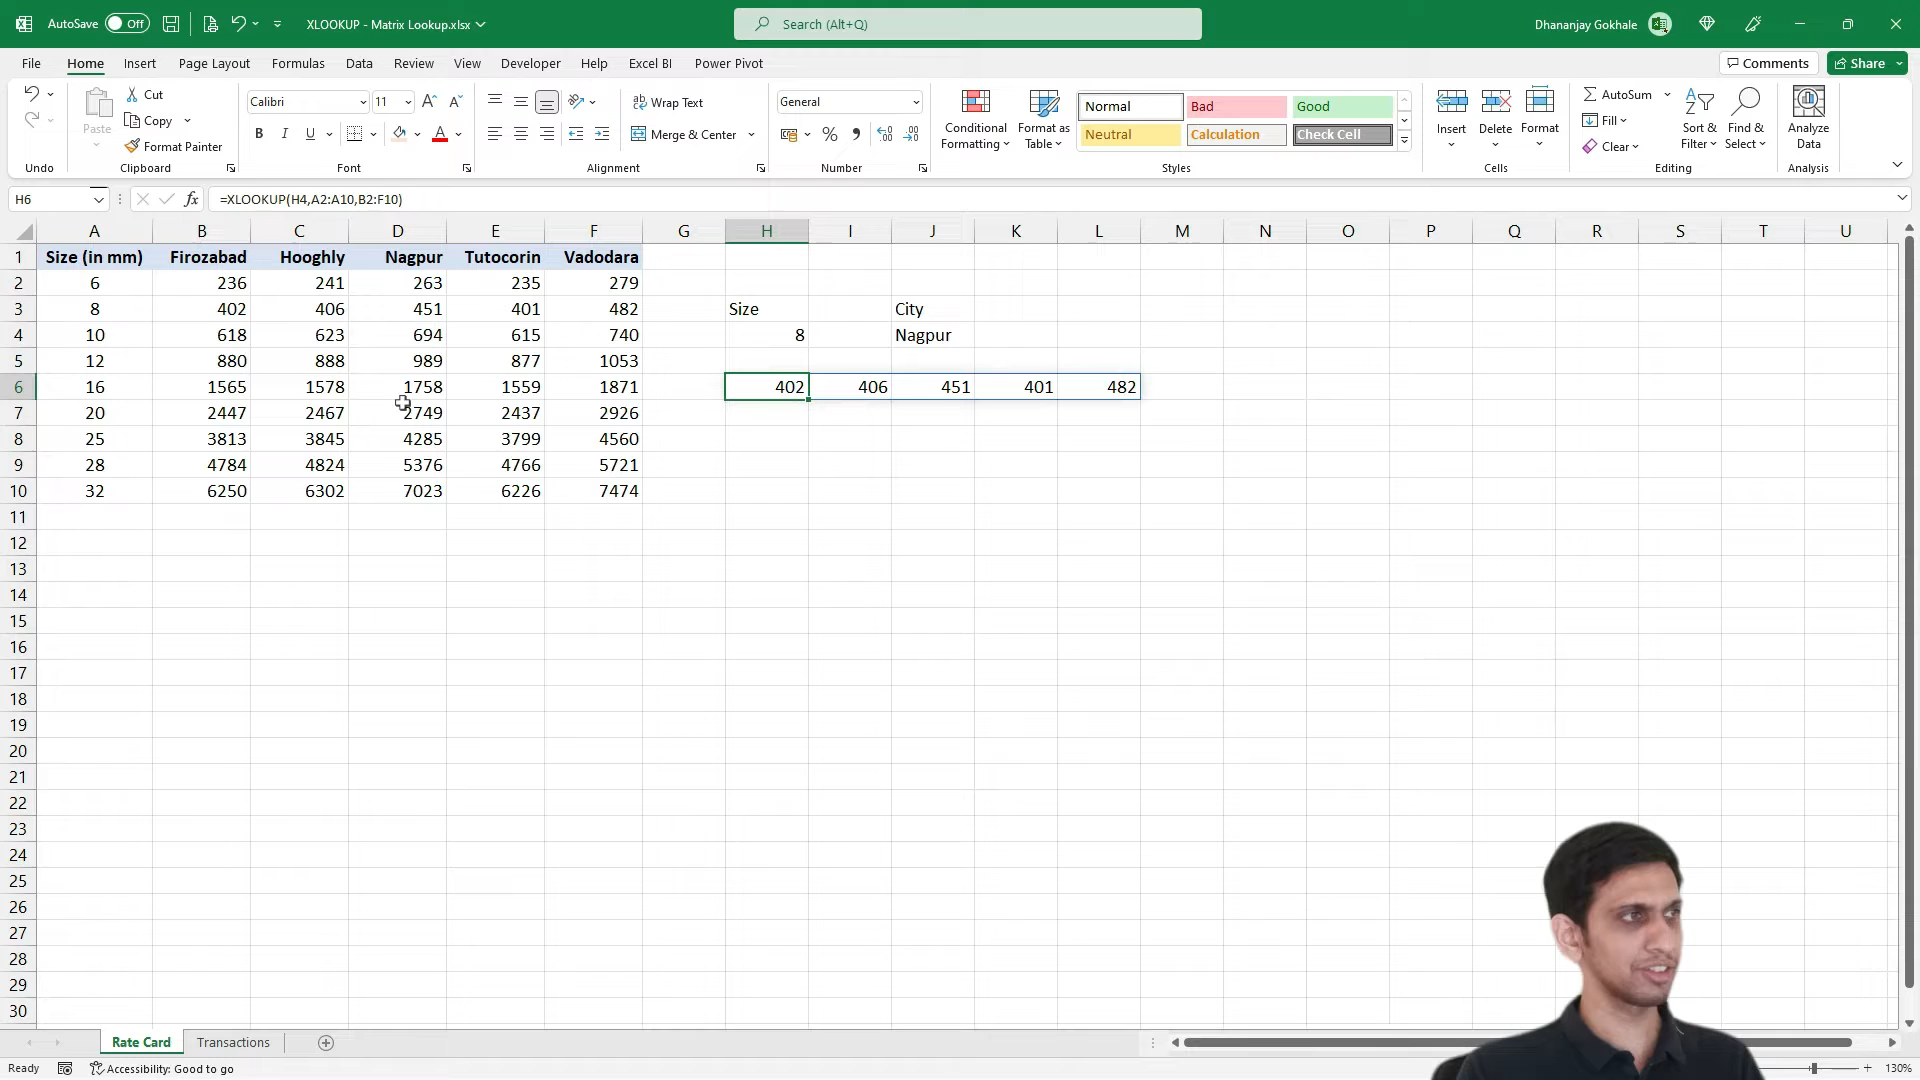 AutoSave Off XLOOKUP - Matrix Lookup.xlsx Search (Alt+Q) Dhananjay Gokhale
File Home Insert Page Layout Formulas Data Review View Developer Help Excel BI Power Pivot Comments Share
Cut Calibri 11 Wrap Text General Normal Bad Good AutoSum
Paste Copy Conditional Formatting Format as Table Insert Delete Format Fill Sort & Filter Find & Select Analyze Data
Format Painter B I U A Merge & Center % Neutral Calculation Check Cell Clear
Undo Clipboard Font Alignment Number Styles Cells Editing Analysis
H6 fx =XLOOKUP(H4,A2:A10,B2:F10)
A B C D E F G H I J K L M N O P Q R S T U
1 Size (in mm) Firozabad Hooghly Nagpur Tutocorin Vadodara
2 6 236 241 263 235 279
3 8 402 406 451 401 482 Size City
4 10 618 623 694 615 740 8 Nagpur
5 12 880 888 989 877 1053
6 16 1565 1578 1758 1559 1871 402 406 451 401 482
7 20 2447 2467 2749 2437 2926
8 25 3813 3845 4285 3799 4560
9 28 4784 4824 5376 4766 5721
10 32 6250 6302 7023 6226 7474
11
12
13
14
15
16
17
18
19
20
21
22
23
24
25
26
27
28
29
30
Rate Card Transactions
Ready Accessibility: Good to go 130%